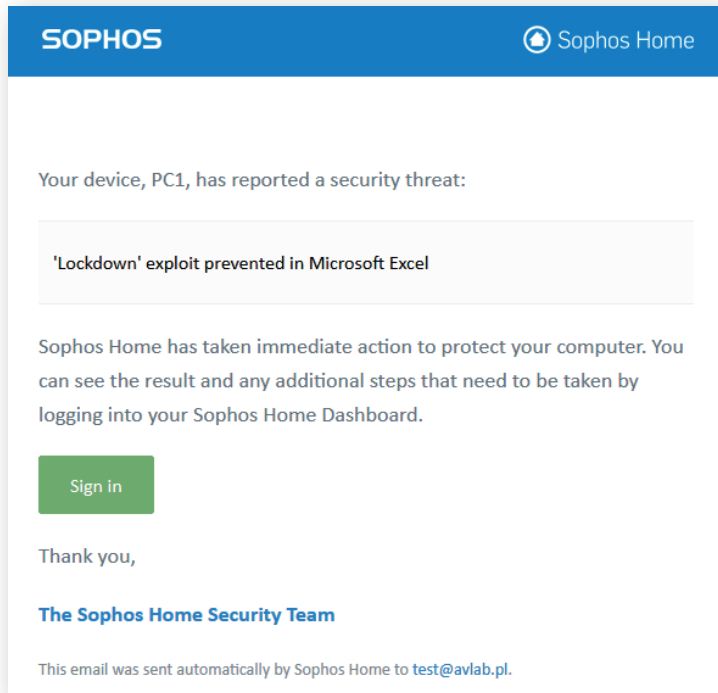 SOPHOS
Sophos Home
Your device, PC1, has reported a security threat:
'Lockdown' exploit prevented in Microsoft Excel
Sophos Home has taken immediate action to protect your computer. You
can see the result and any additional steps that need to be taken by
logging into your Sophos Home Dashboard.
Sign in
Thank you,
The Sophos Home Security Team
This email was sent automatically by Sophos Home to test@avlab.pl.